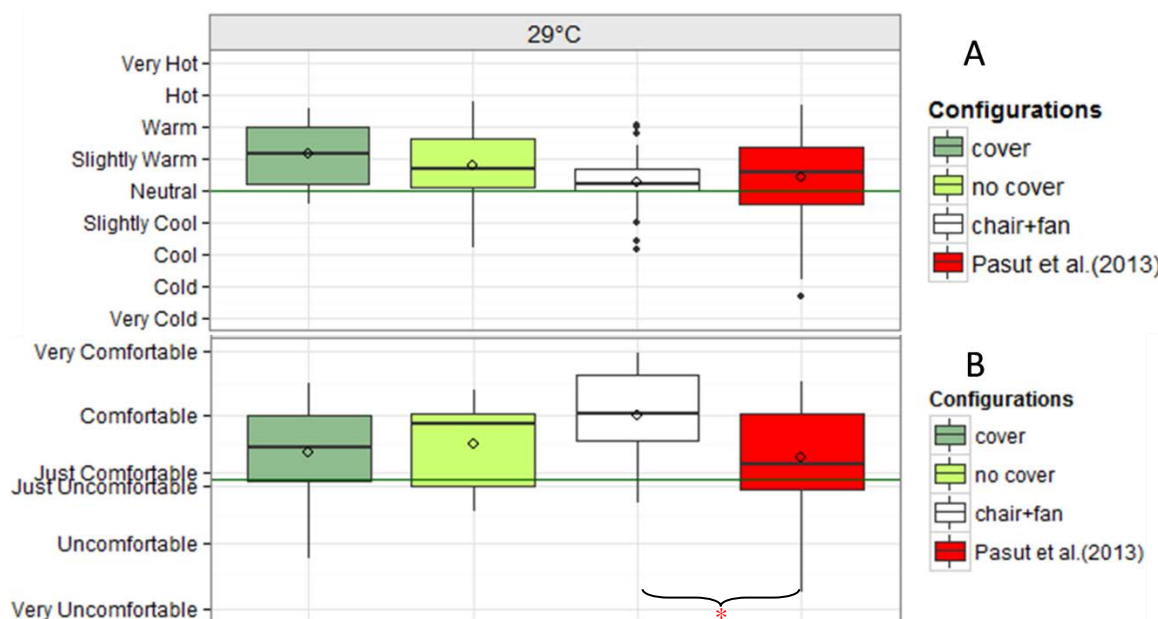 29°C
A
Very Hot
Hot
Warm
Slightly Warm
Neutral
Slightly Cool
Cool
Cold
Very Cold
Configurations
cover
no cover
chair+fan
Pasut et al.(2013)
B
Very Comfortable
Comfortable
Just Comfortable
Just Uncomfortable
Uncomfortable
Very Uncomfortable
*
Configurations
cover
no cover
chair+fan
Pasut et al.(2013)